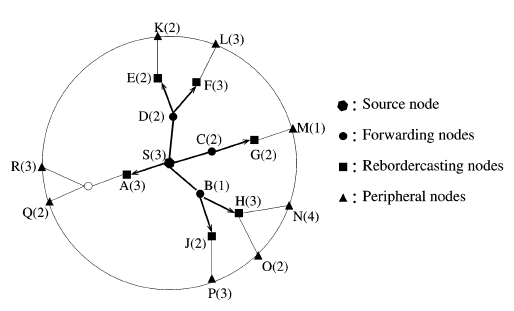 K(2)
L(3)
E(2)
F(3)
D(2)
M(1)
C(2)
S(3)
G(2)
R(3)
A(3)
B(1)
H(3)
Q(2)
N(4)
J(2)
O(2)
P(3)
: Source node
: Forwarding nodes
: Rebordercasting nodes
: Peripheral nodes